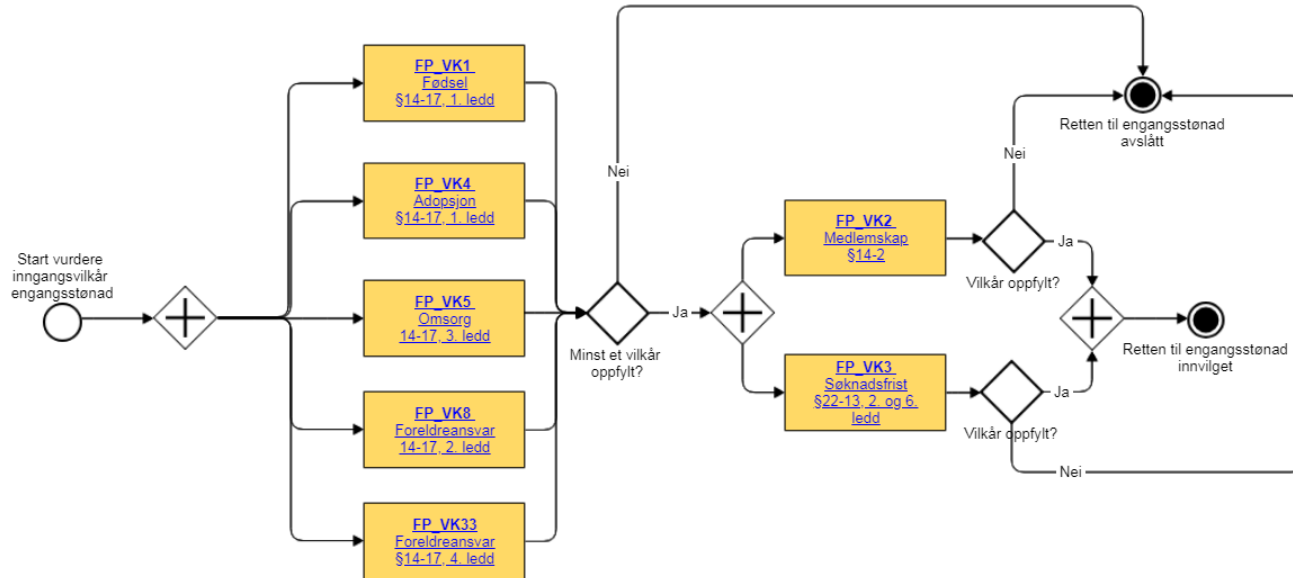 Start vurdere
inngangsvilkår
engangsstønad
FP_VK1
Fødsel
§14-17, 1. ledd
FP_VK4
Adopsjon
§14-17, 1. ledd
FP_VK5
Omsorg
14-17, 3. ledd
FP_VK8
Foreldreansvar
14-17, 2. ledd
FP_VK33
Foreldreansvar
§14-17, 4. ledd
Nei
Minst et vilkår
oppfylt?
Ja
FP_VK2
Medlemskap
§14-2
Nei
Ja
Vilkår oppfylt?
FP_VK3
Søknadsfrist
§22-13, 2. og 6.
ledd
Ja
Vilkår oppfylt?
Nei
Retten til engangsstønad
avslått
Retten til engangsstønad
innvilget